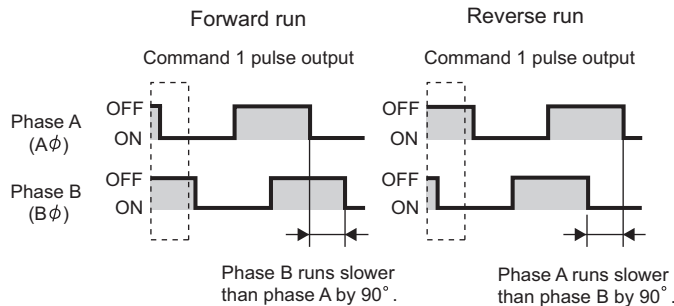 Forward run
Reverse run
Command 1 pulse output
Command 1 pulse output
Phase A
(Aϕ)
OFF
ON
OFF
ON
Phase B
(Bϕ)
OFF
ON
OFF
ON
Phase B runs slower
than phase A by 90°.
Phase A runs slower
than phase B by 90°.